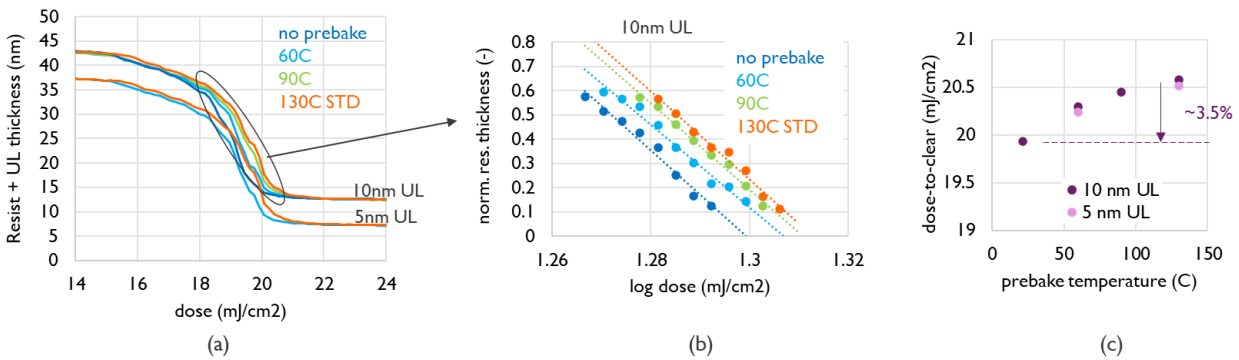 50
45
40
35
30
25
20
15
10
5
0
Resist + UL thickness (nm)
14 16 18 20 22 24
dose (mJ/cm2)
no prebake
60C
90C
130C STD
10nm UL
5nm UL
(a)
10nm UL
0.8
0.7
0.6
0.5
0.4
0.3
0.2
0.1
0
norm. res. thickness (-)
1.26 1.28 1.3 1.32
log dose (mJ/cm2)
no prebake
60C
90C
130C STD
(b)
21
20.5
20
19.5
19
dose-to-clear (mJ/cm2)
0 50 100 150
prebake temperature (C)
~3.5%
10 nm UL
5 nm UL
(c)